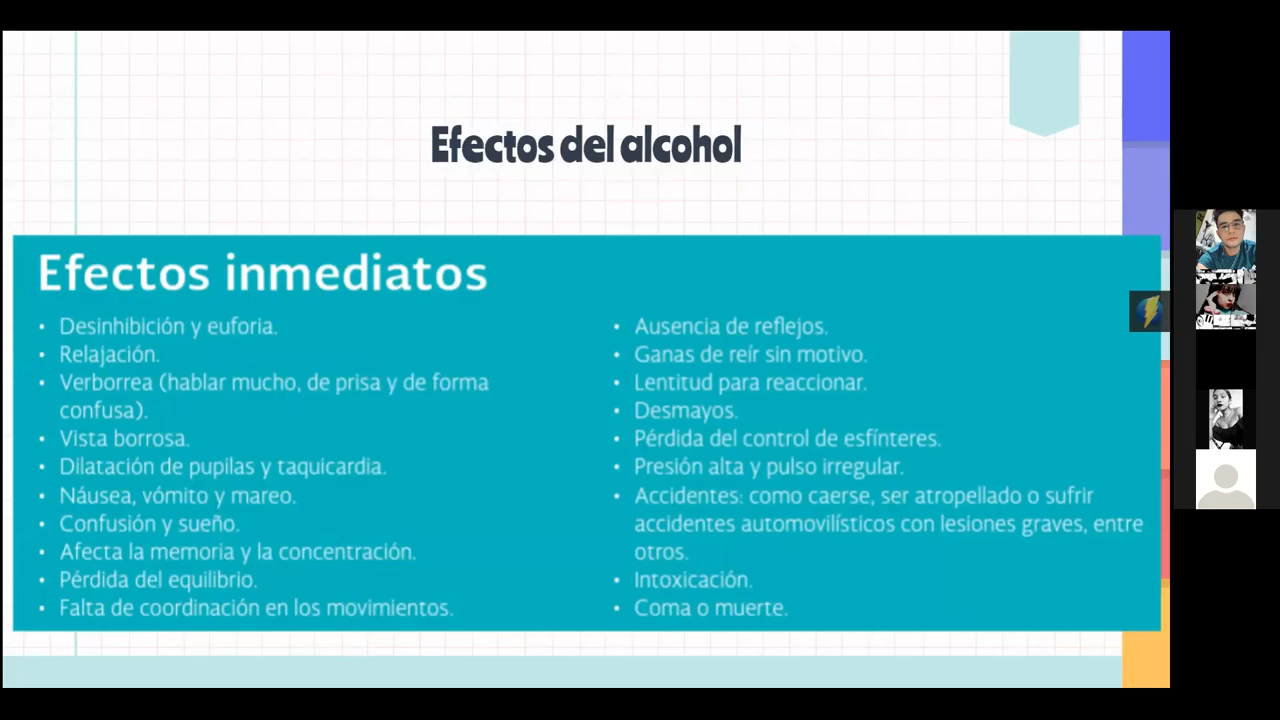 Efectos del alcohol
Efectos inmediatos
• Desinhibición y euforia.
• Relajación.
• Verborrea (hablar mucho, de prisa y de forma
confusa).
• Vista borrosa.
• Dilatación de pupilas y taquicardia.
• Náusea, vómito y mareo.
• Confusión y sueño.
• Afecta la memoria y la concentración.
• Pérdida del equilibrio.
• Falta de coordinación en los movimientos.
• Ausencia de reflejos.
• Ganas de reír sin motivo.
• Lentitud para reaccionar.
• Desmayos.
• Pérdida del control de esfínteres.
• Presión alta y pulso irregular.
• Accidentes: como caerse, ser atropellado o sufrir
accidentes automovilísticos con lesiones graves, entre
otros.
• Intoxicación.
• Coma o muerte.